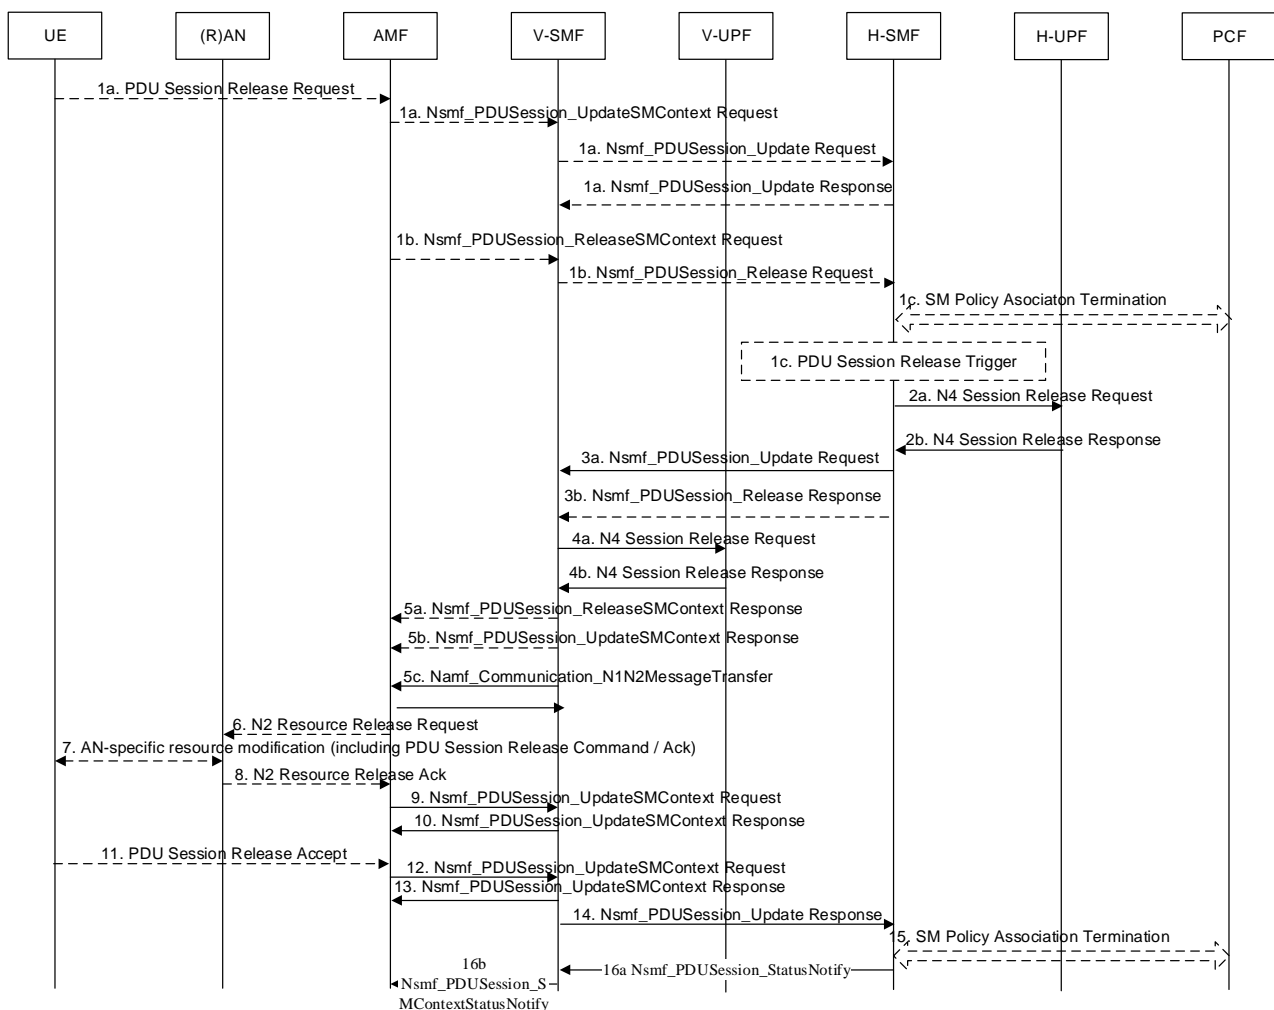 UE
(R)AN
AMF
V-SMF
V-UPF
H-SMF
H-UPF
PCF
1a. PDU Session Release Request
1a. Nsmf_PDUSession_UpdateSMContext Request
1a. Nsmf_PDUSession_Update Request
1a. Nsmf_PDUSession_Update Response
1b. Nsmf_PDUSession_ReleaseSMContext Request
1b. Nsmf_PDUSession_Release Request
1c. SM Policy Asociaton Termination
1c. PDU Session Release Trigger
2a. N4 Session Release Request
2b. N4 Session Release Response
3a. Nsmf_PDUSession_Update Request
3b. Nsmf_PDUSession_Release Response
4a. N4 Session Release Request
4b. N4 Session Release Response
5a. Nsmf_PDUSession_ReleaseSMContext Response
5b. Nsmf_PDUSession_UpdateSMContext Response
5c. Namf_Communication_N1N2MessageTransfer
6. N2 Resource Release Request
7. AN-specific resource modification (including PDU Session Release Command / Ack)
8. N2 Resource Release Ack
9. Nsmf_PDUSession_UpdateSMContext Request
10. Nsmf_PDUSession_UpdateSMContext Response
11. PDU Session Release Accept
12. Nsmf_PDUSession_UpdateSMContext Request
13. Nsmf_PDUSession_UpdateSMContext Response
14. Nsmf_PDUSession_Update Response
15. SM Policy Association Termination
16a Nsmf_PDUSession_StatusNotify
16b
Nsmf_PDUSession_S
MContextStatusNotify